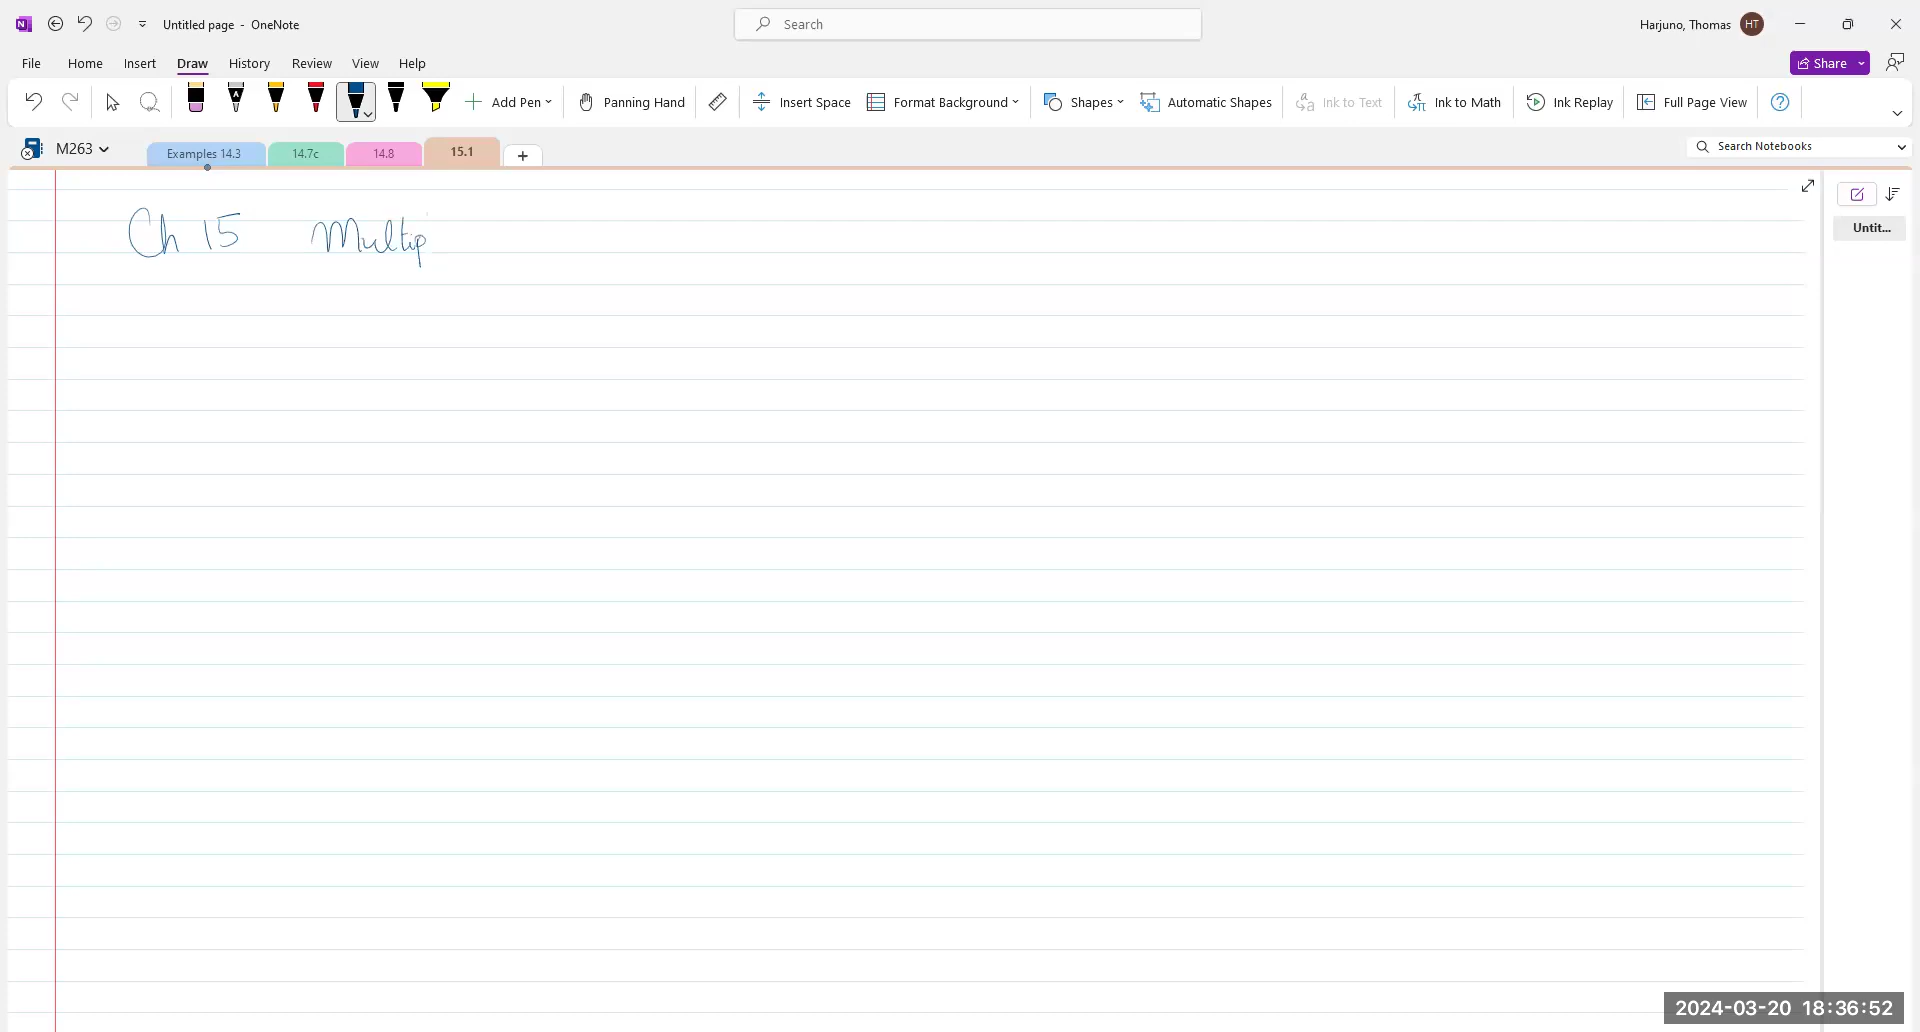 Untitled page - OneNote
Search
Harjuno, Thomas
HT
File Home Insert Draw History Review View Help
Share
Add Pen
Panning Hand
Insert Space
Format Background
Shapes
Automatic Shapes
Ink to Text
Ink to Math
Ink Replay
Full Page View
M263
Examples 14.3
14.7c
14.8
15.1
Search Notebooks
Untit...
Ch 15 Multip
2024-03-20 18:36:52